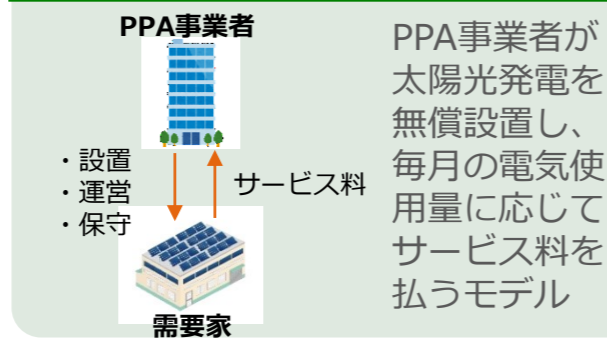 PPA事業者
・設置
・運営
・保守
サービス料
需要家
PPA事業者が
太陽光発電を
無償設置し、
毎月の電気使
用量に応じて
サービス料を
払うモデル